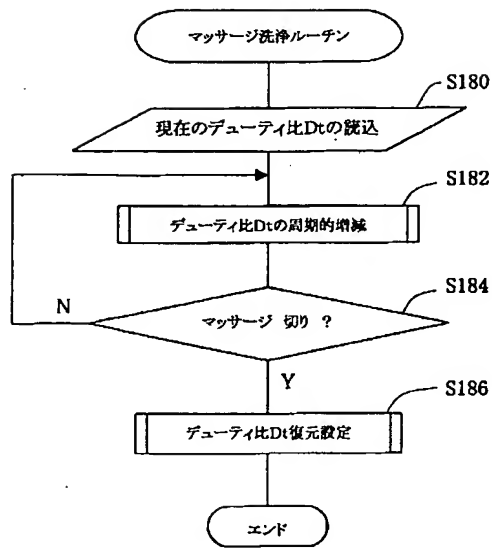 マッサージ洗浄ルーチン
S180
現在のデューティ比Dtの読込
S182
デューティ比Dtの周期的増減
S184
マッサージ 切り ?
N
Y
S186
デューティ比Dt復元設定
エンド